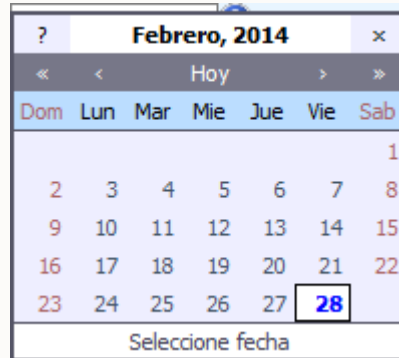 ? Febrero, 2014 ×
« ‹ Hoy › »
Dom Lun Mar Mie Jue Vie Sab
1
2 3 4 5 6 7 8
9 10 11 12 13 14 15
16 17 18 19 20 21 22
23 24 25 26 27 28
Seleccione fecha